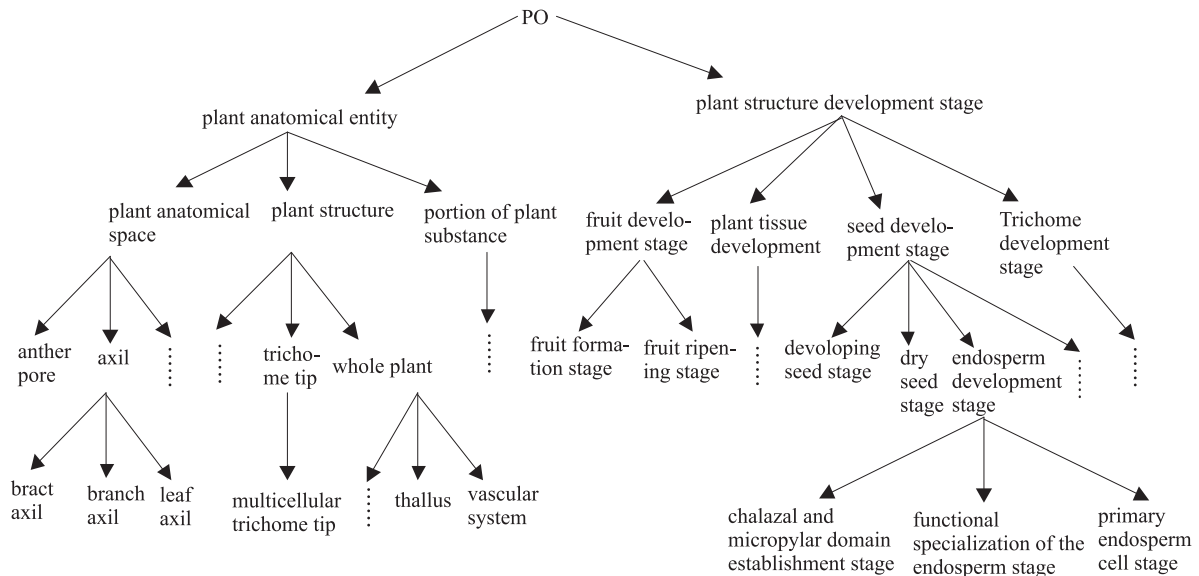 PO
plant anatomical entity
plant structure development stage
plant anatomical
space
plant structure
portion of plant
substance
fruit develo-
pment stage
plant tissue
development
seed develo-
pment stage
Trichome
development
stage
anther
pore
axil
tricho-
me tip
whole plant
fruit forma-
tion stage
fruit ripen-
ing stage
devoloping
seed stage
dry
seed
stage
endosperm
development
stage
bract
axil
branch
axil
leaf
axil
multicellular
trichome tip
thallus
vascular
system
chalazal and
micropylar domain
establishment stage
functional
specialization of the
endosperm stage
primary
endosperm
cell stage